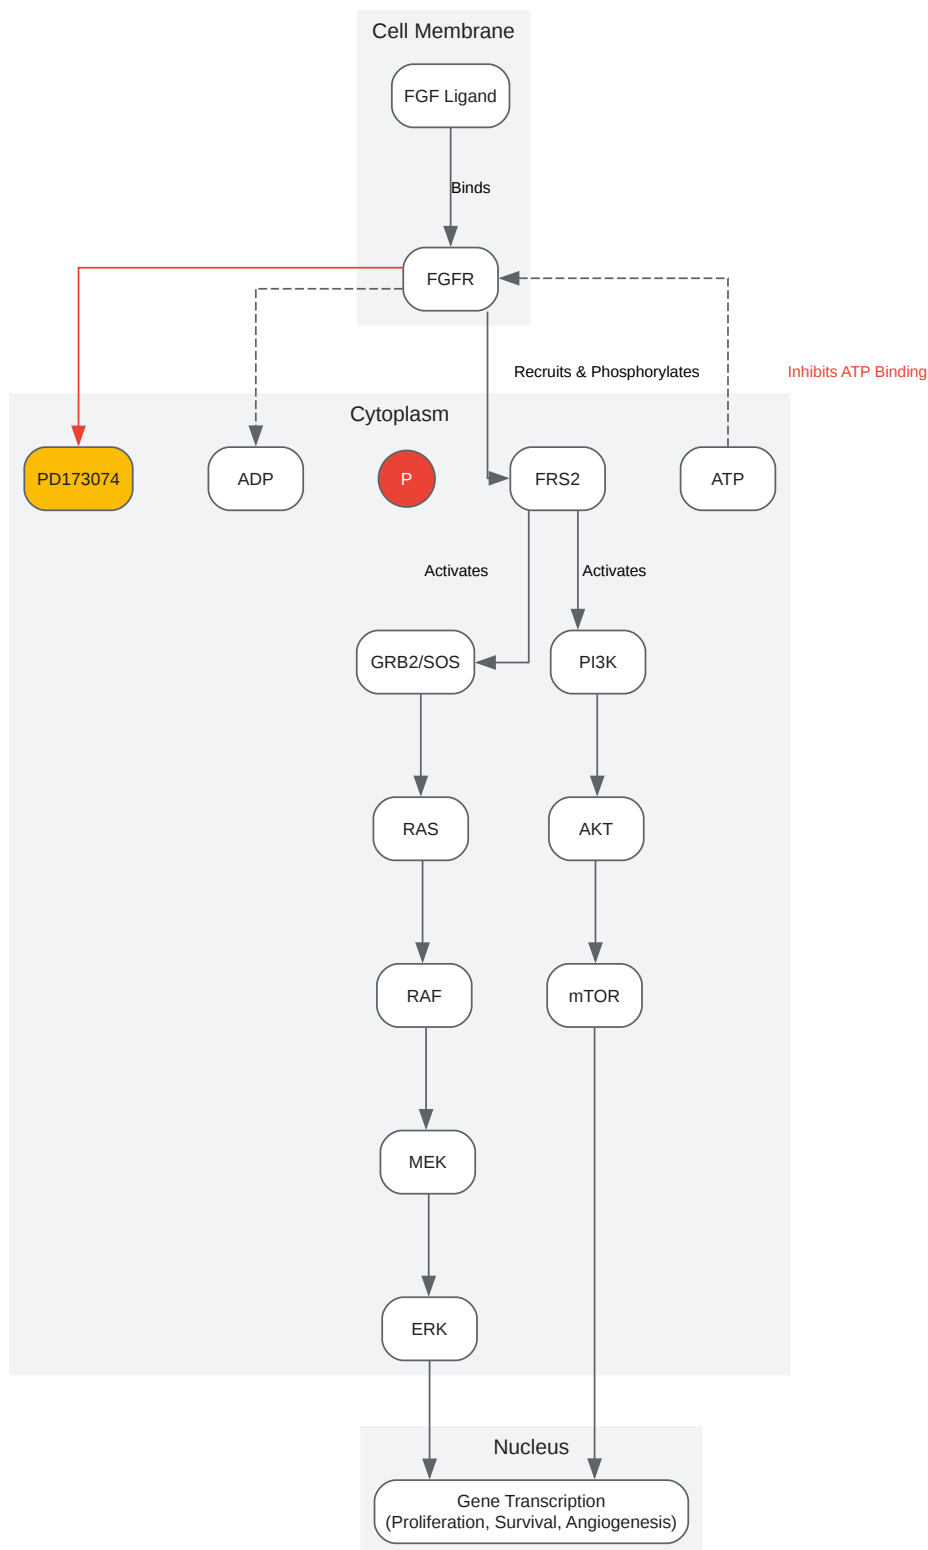 Cell Membrane
FGF Ligand
Binds
FGFR
Recruits & Phosphorylates
Inhibits ATP Binding
Cytoplasm
PD173074
ADP
P
FRS2
ATP
Activates
Activates
GRB2/SOS
PI3K
RAS
AKT
RAF
mTOR
MEK
ERK
Nucleus
Gene Transcription
(Proliferation, Survival, Angiogenesis)